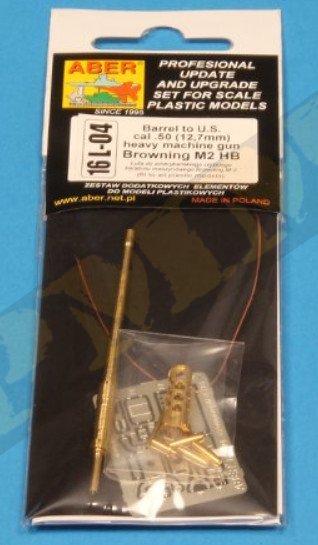 ABER
SINCE 1995
PROFESIONAL
UPDATE
AND UPGRADE
SET FOR SCALE
PLASTIC MODELS
16 L-04
Barrel to U.S.
cal .50 (12,7mm)
heavy machine gun
Browning M2 HB
ZESTAW DODATKOWYCH ELEMENTÓW
DO MODELI PLASTIKOWYCH
www.aber.net.pl
MADE IN POLAND